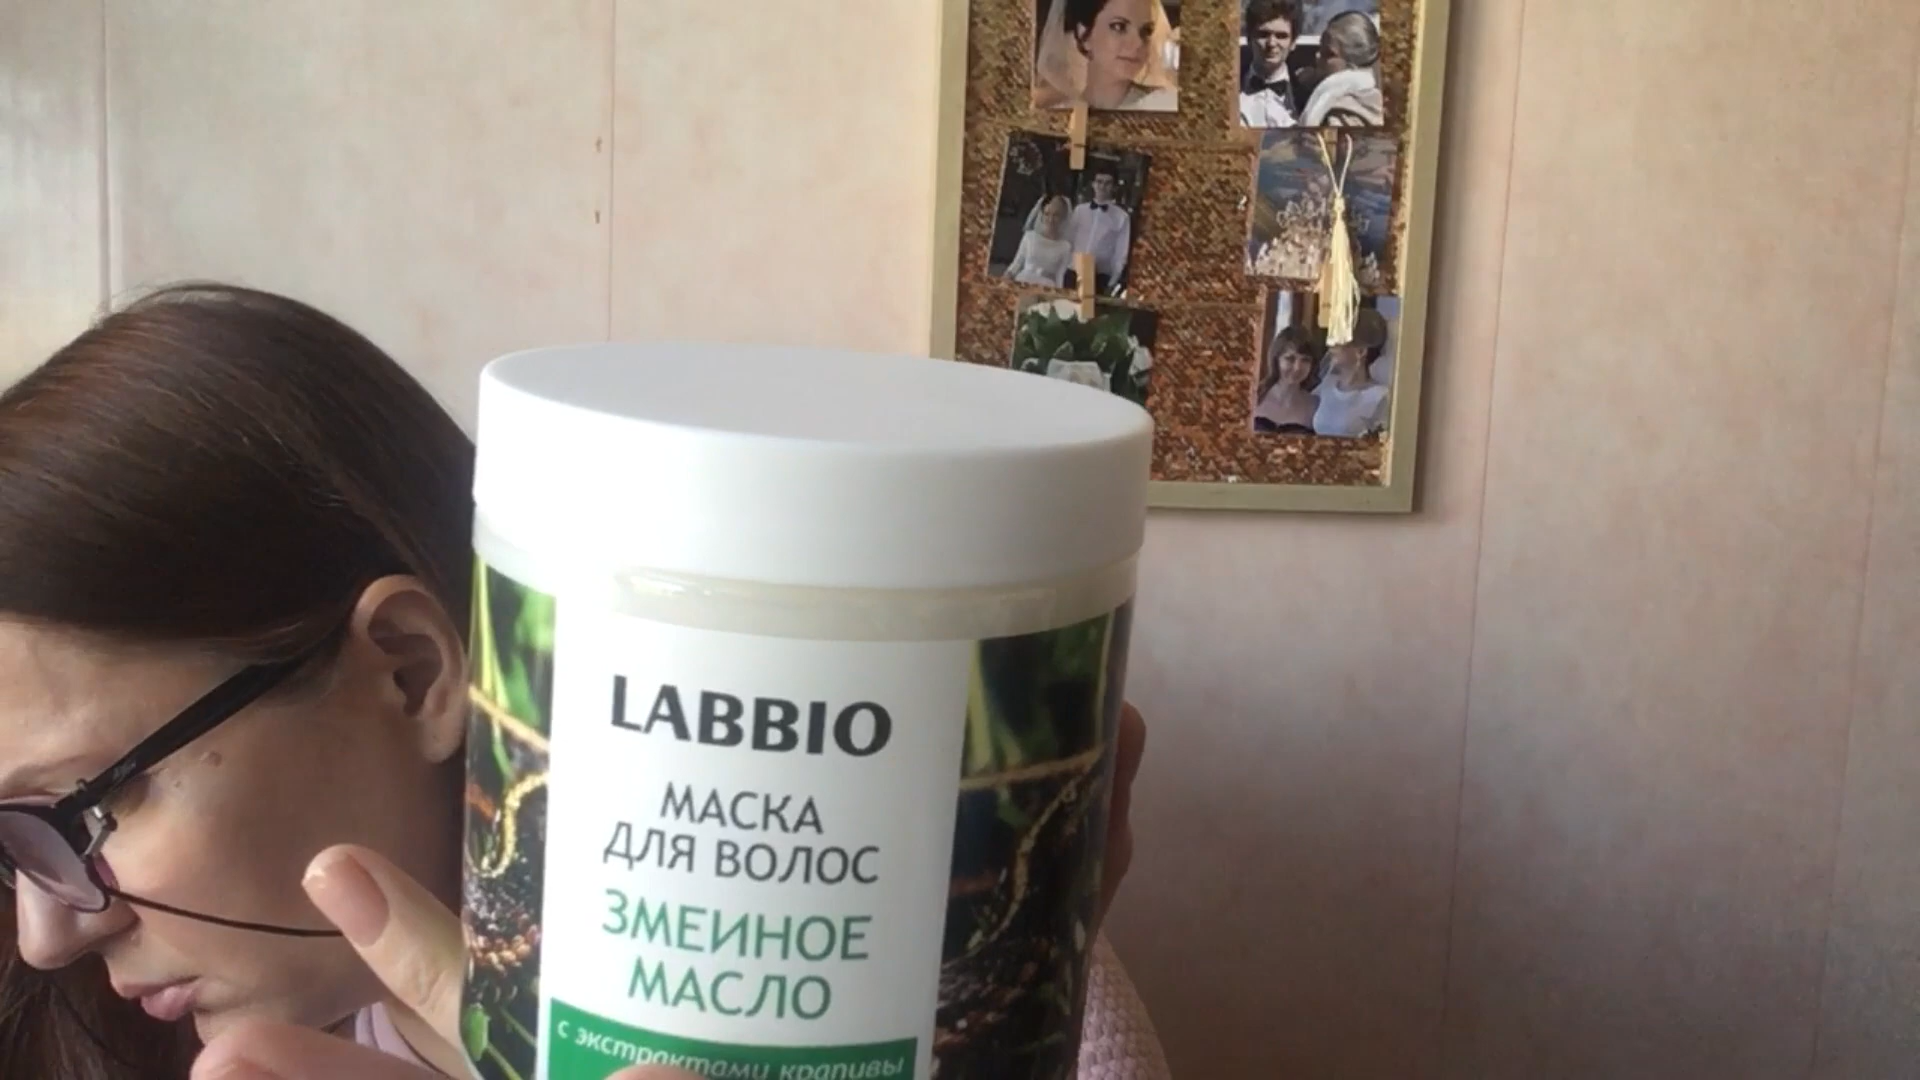 LABBIO
МАСКА
ДЛЯ ВОЛОС
ЗМЕИНОЕ
МАСЛО
с экстрактами крапивы